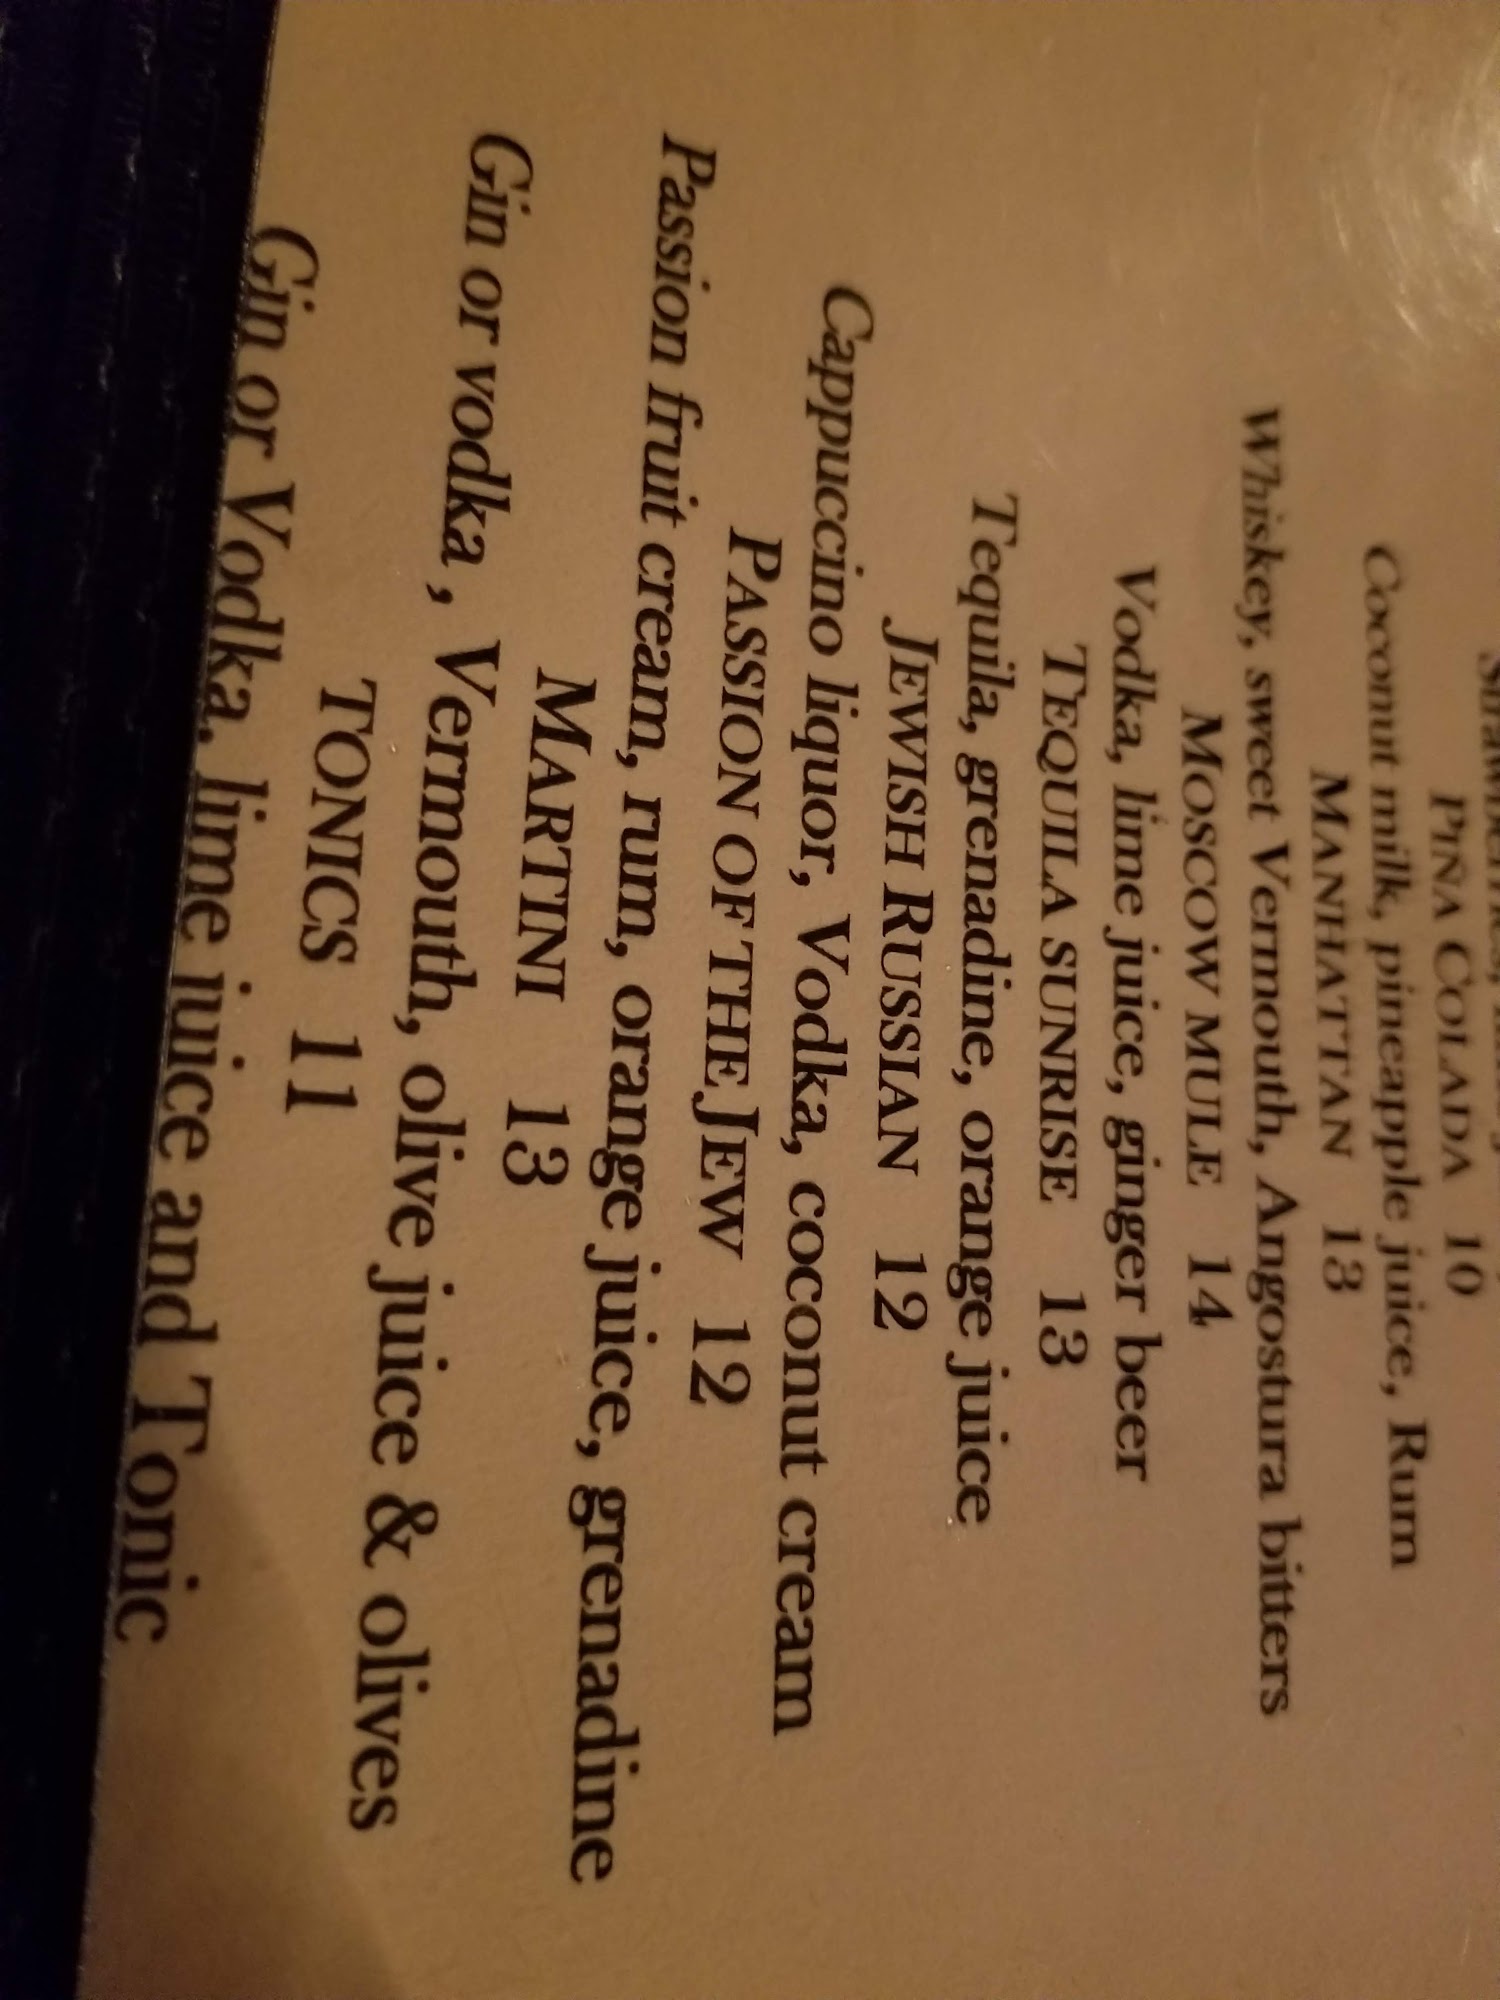 PIÑA COLADA 10
Coconut milk, pineapple juice, Rum
MANHATTAN 13
Whiskey, sweet Vermouth, Angostura bitters
MOSCOW MULE 14
Vodka, lime juice, ginger beer
TEQUILA SUNRISE 13
Tequila, grenadine, orange juice
JEWISH RUSSIAN 12
Cappuccino liquor, Vodka, coconut cream
PASSION OF THE JEW 12
Passion fruit cream, rum, orange juice, grenadine
MARTINI 13
Gin or vodka , Vermouth, olive juice & olives
TONICS 11
Gin or Vodka, lime juice and Tonic